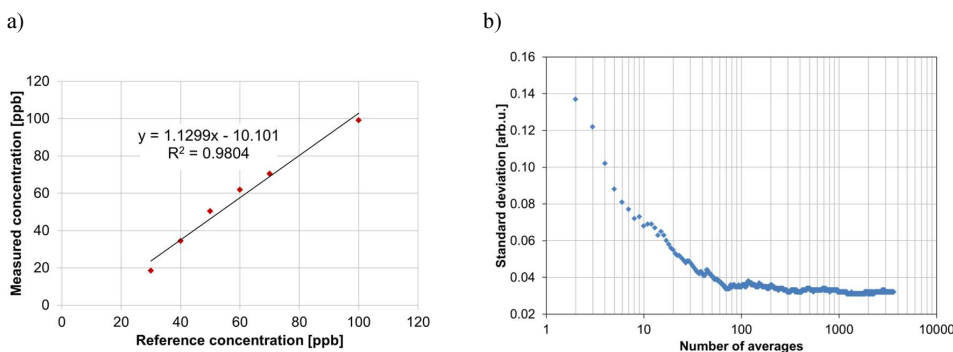 a)
120
100
80
60
40
20
0
Measured concentration [ppb]
y = 1.1299x - 10.101
R² = 0.9804
0 20 40 60 80 100 120
Reference concentration [ppb]
b)
0.16
0.14
0.12
0.10
0.08
0.06
0.04
0.02
Standard deviation [arb.u.]
1 10 100 1000 10000
Number of averages